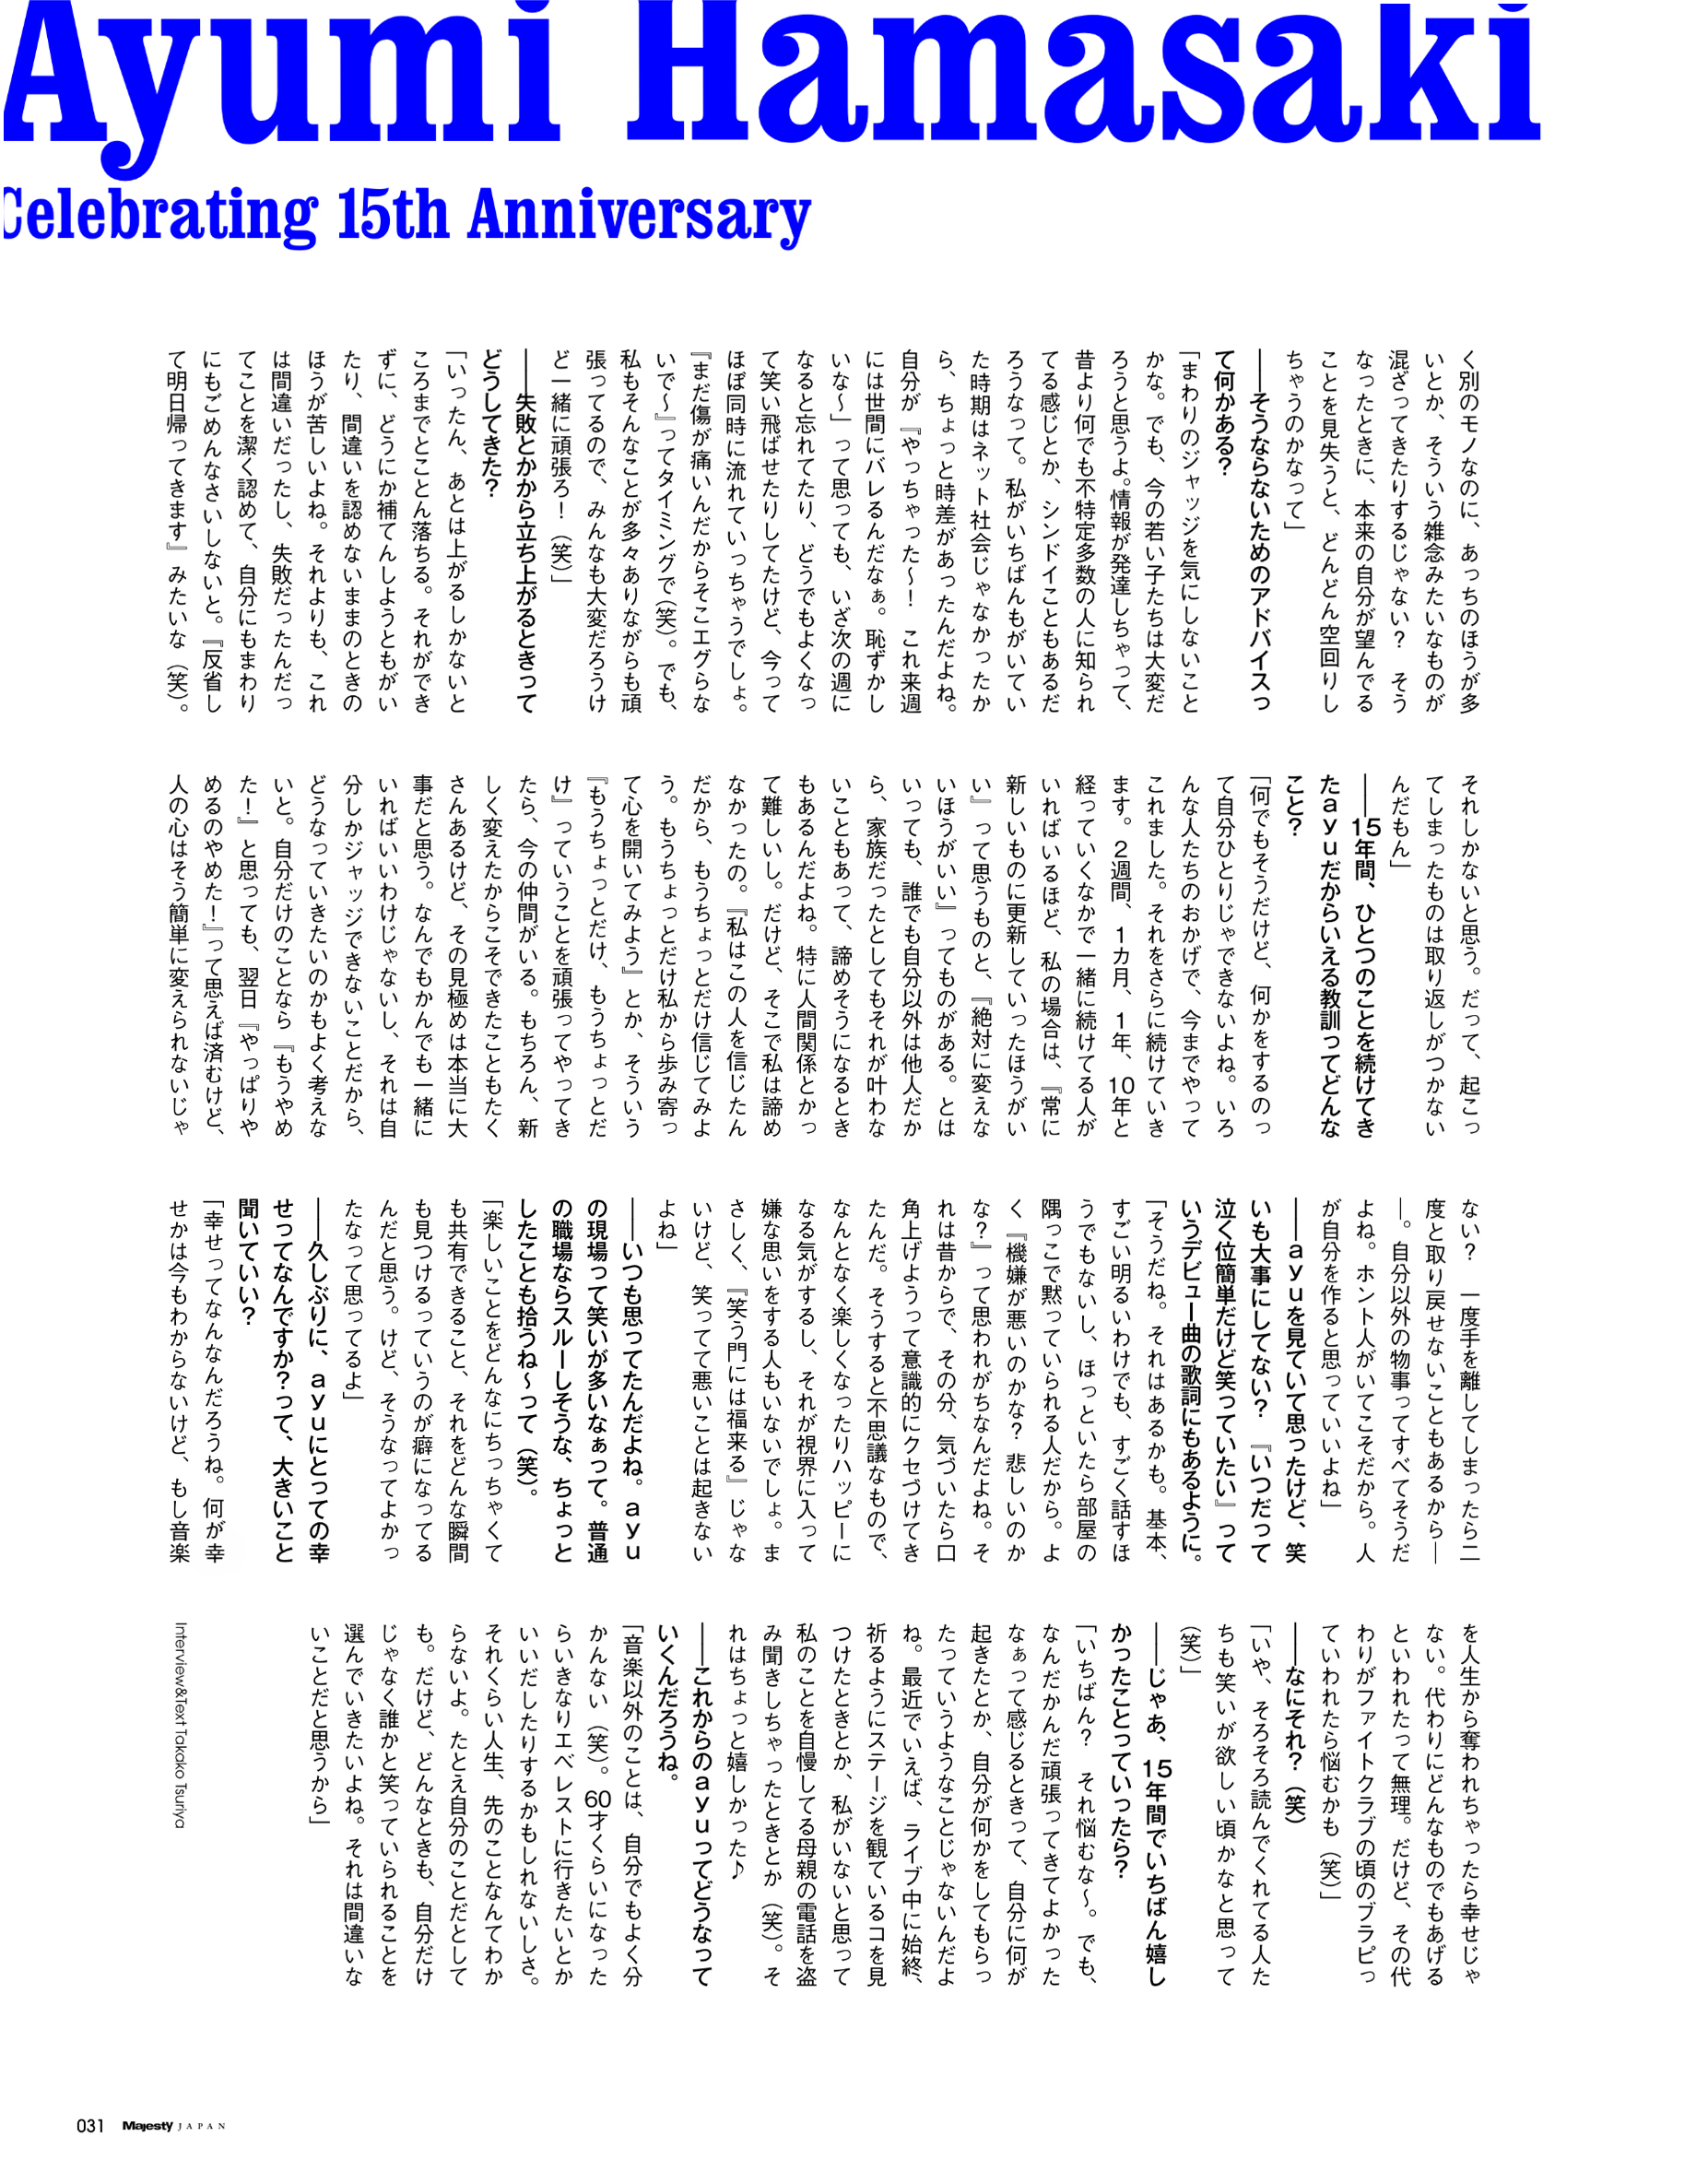 Ayumi Hamasaki
Celebrating 15th Anniversary
く別のモノなのに、あっちのほうが多
いとか、そういう雑念みたいなものが
混ざってきたりするじゃない? そう
なったときに、本来の自分が望んでる
ことを見失うと、どんどん空回りし
ちゃうのかなって」
――そうならないためのアドバイスっ
て何かある?
「まわりのジャッジを気にしないこと
かな。でも、今の若い子たちは大変だ
ろうと思うよ。情報が発達しちゃって、
昔より何でも不特定多数の人に知られ
てる感じとか、シンドイこともあるだ
ろうなって。私がいちばんもがいてい
た時期はネット社会じゃなかったか
ら、ちょっと時差があったんだよね。
自分が『やっちゃった〜! これ来週
には世間にバレるんだなぁ。恥ずかし
いな〜」って思っても、いざ次の週に
なると忘れてたり、どうでもよくなっ
て笑い飛ばせたりしてたけど、今って
ほぼ同時に流れていっちゃうでしょ。
『まだ傷が痛いんだからそこエグらな
いで〜』ってタイミングで(笑)。でも、
私もそんなことが多々ありながらも頑
張ってるので、みんなも大変だろうけ
ど一緒に頑張ろ!(笑)」
――失敗とかから立ち上がるときって
どうしてきた?
「いったん、あとは上がるしかないと
ころまでとことん落ちる。それができ
ずに、どうにか補てんしようともがい
たり、間違いを認めないままのときの
ほうが苦しいよね。それよりも、これ
は間違いだったし、失敗だったんだっ
てことを潔く認めて、自分にもまわり
にもごめんなさいしないと。『反省し
て明日帰ってきます』みたいな(笑)。
それしかないと思う。だって、起こっ
てしまったものは取り返しがつかない
んだもん」
――15年間、ひとつのことを続けてき
たａｙｕだからいえる教訓ってどんな
こと?
「何でもそうだけど、何かをするのっ
て自分ひとりじゃできないよね。いろ
んな人たちのおかげで、今までやって
これました。それをさらに続けていき
ます。2週間、1カ月、1年、10年と
経っていくなかで一緒に続けてる人が
いればいるほど、私の場合は、『常に
新しいものに更新していったほうがい
い』って思うものと、『絶対に変えな
いほうがいい』ってものがある。とは
いっても、誰でも自分以外は他人だか
ら、家族だったとしてもそれが叶わな
いこともあって、諦めそうになるとき
もあるんだよね。特に人間関係とかっ
て難しいし。だけど、そこで私は諦め
なかったの。『私はこの人を信じたん
だから、もうちょっとだけ信じてみよ
う。もうちょっとだけ私から歩み寄っ
て心を開いてみよう』とか、そういう
『もうちょっとだけ、もうちょっとだ
け』っていうことを頑張ってやってき
たら、今の仲間がいる。もちろん、新
しく変えたからこそできたこともたく
さんあるけど、その見極めは本当に大
事だと思う。なんでもかんでも一緒に
いればいいわけじゃないし、それは自
分しかジャッジできないことだから、
どうなっていきたいのかもよく考えな
いと。自分だけのことなら『もうやめ
た!』と思っても、翌日『やっぱりや
めるのやめた!』って思えば済むけど、
人の心はそう簡単に変えられないじゃ
ない? 一度手を離してしまったら二
度と取り戻せないこともあるから―
―。自分以外の物事ってすべてそうだ
よね。ホント人がいてこそだから。人
が自分を作ると思っていいよね」
――ａｙｕを見ていて思ったけど、笑
いも大事にしてない? 『いつだって
泣く位簡単だけど笑っていたい』って
いうデビュー曲の歌詞にもあるように。
「そうだね。それはあるかも。基本、
すごい明るいわけでも、すごく話すほ
うでもないし、ほっといたら部屋の
隅っこで黙っていられる人だから。よ
く『機嫌が悪いのかな? 悲しいのか
な?』って思われがちなんだよね。そ
れは昔からで、その分、気づいたら口
角上げようって意識的にクセづけてき
たんだ。そうすると不思議なもので、
なんとなく楽しくなったりハッピーに
なる気がするし、それが視界に入って
嫌な思いをする人もいないでしょ。ま
さしく、『笑う門には福来る』じゃな
いけど、笑ってて悪いことは起きない
よね」
――いつも思ってたんだよね。ａｙｕ
の現場って笑いが多いなぁって。普通
の職場ならスルーしそうな、ちょっと
したことも拾うね〜って(笑)。
「楽しいことをどんなにちっちゃくて
も共有できること、それをどんな瞬間
も見つけるっていうのが癖になってる
んだと思う。けど、そうなってよかっ
たなって思ってるよ」
――久しぶりに、ａｙｕにとっての幸
せってなんですか?って、大きいこと
聞いていい?
「幸せってなんなんだろうね。何が幸
せかは今もわからないけど、もし音楽
を人生から奪われちゃったら幸せじゃ
ない。代わりにどんなものでもあげる
といわれたって無理。だけど、その代
わりがファイトクラブの頃のブラピっ
ていわれたら悩むかも(笑)」
――なにそれ?(笑)
「いや、そろそろ読んでくれてる人た
ちも笑いが欲しい頃かなと思って
(笑)」
――じゃあ、15年間でいちばん嬉し
かったことっていったら?
「いちばん? それ悩むな〜。でも、
なんだかんだ頑張ってきてよかった
なぁって感じるときって、自分に何が
起きたとか、自分が何かをしてもらっ
たっていうようなことじゃないんだよ
ね。最近でいえば、ライブ中に始終、
祈るようにステージを観ているコを見
つけたときとか、私がいないと思って
私のことを自慢してる母親の電話を盗
み聞きしちゃったときとか(笑)。そ
れはちょっと嬉しかった♪
――これからのａｙｕってどうなって
いくんだろうね。
「音楽以外のことは、自分でもよく分
かんない(笑)。60才くらいになった
らいきなりエベレストに行きたいとか
いいだしたりするかもしれないしさ。
それくらい人生、先のことなんてわか
らないよ。たとえ自分のことだとして
も。だけど、どんなときも、自分だけ
じゃなく誰かと笑っていられることを
選んでいきたいよね。それは間違いな
いことだと思うから」
Interview&Text Takako Tsuriya
031 Majesty JAPAN